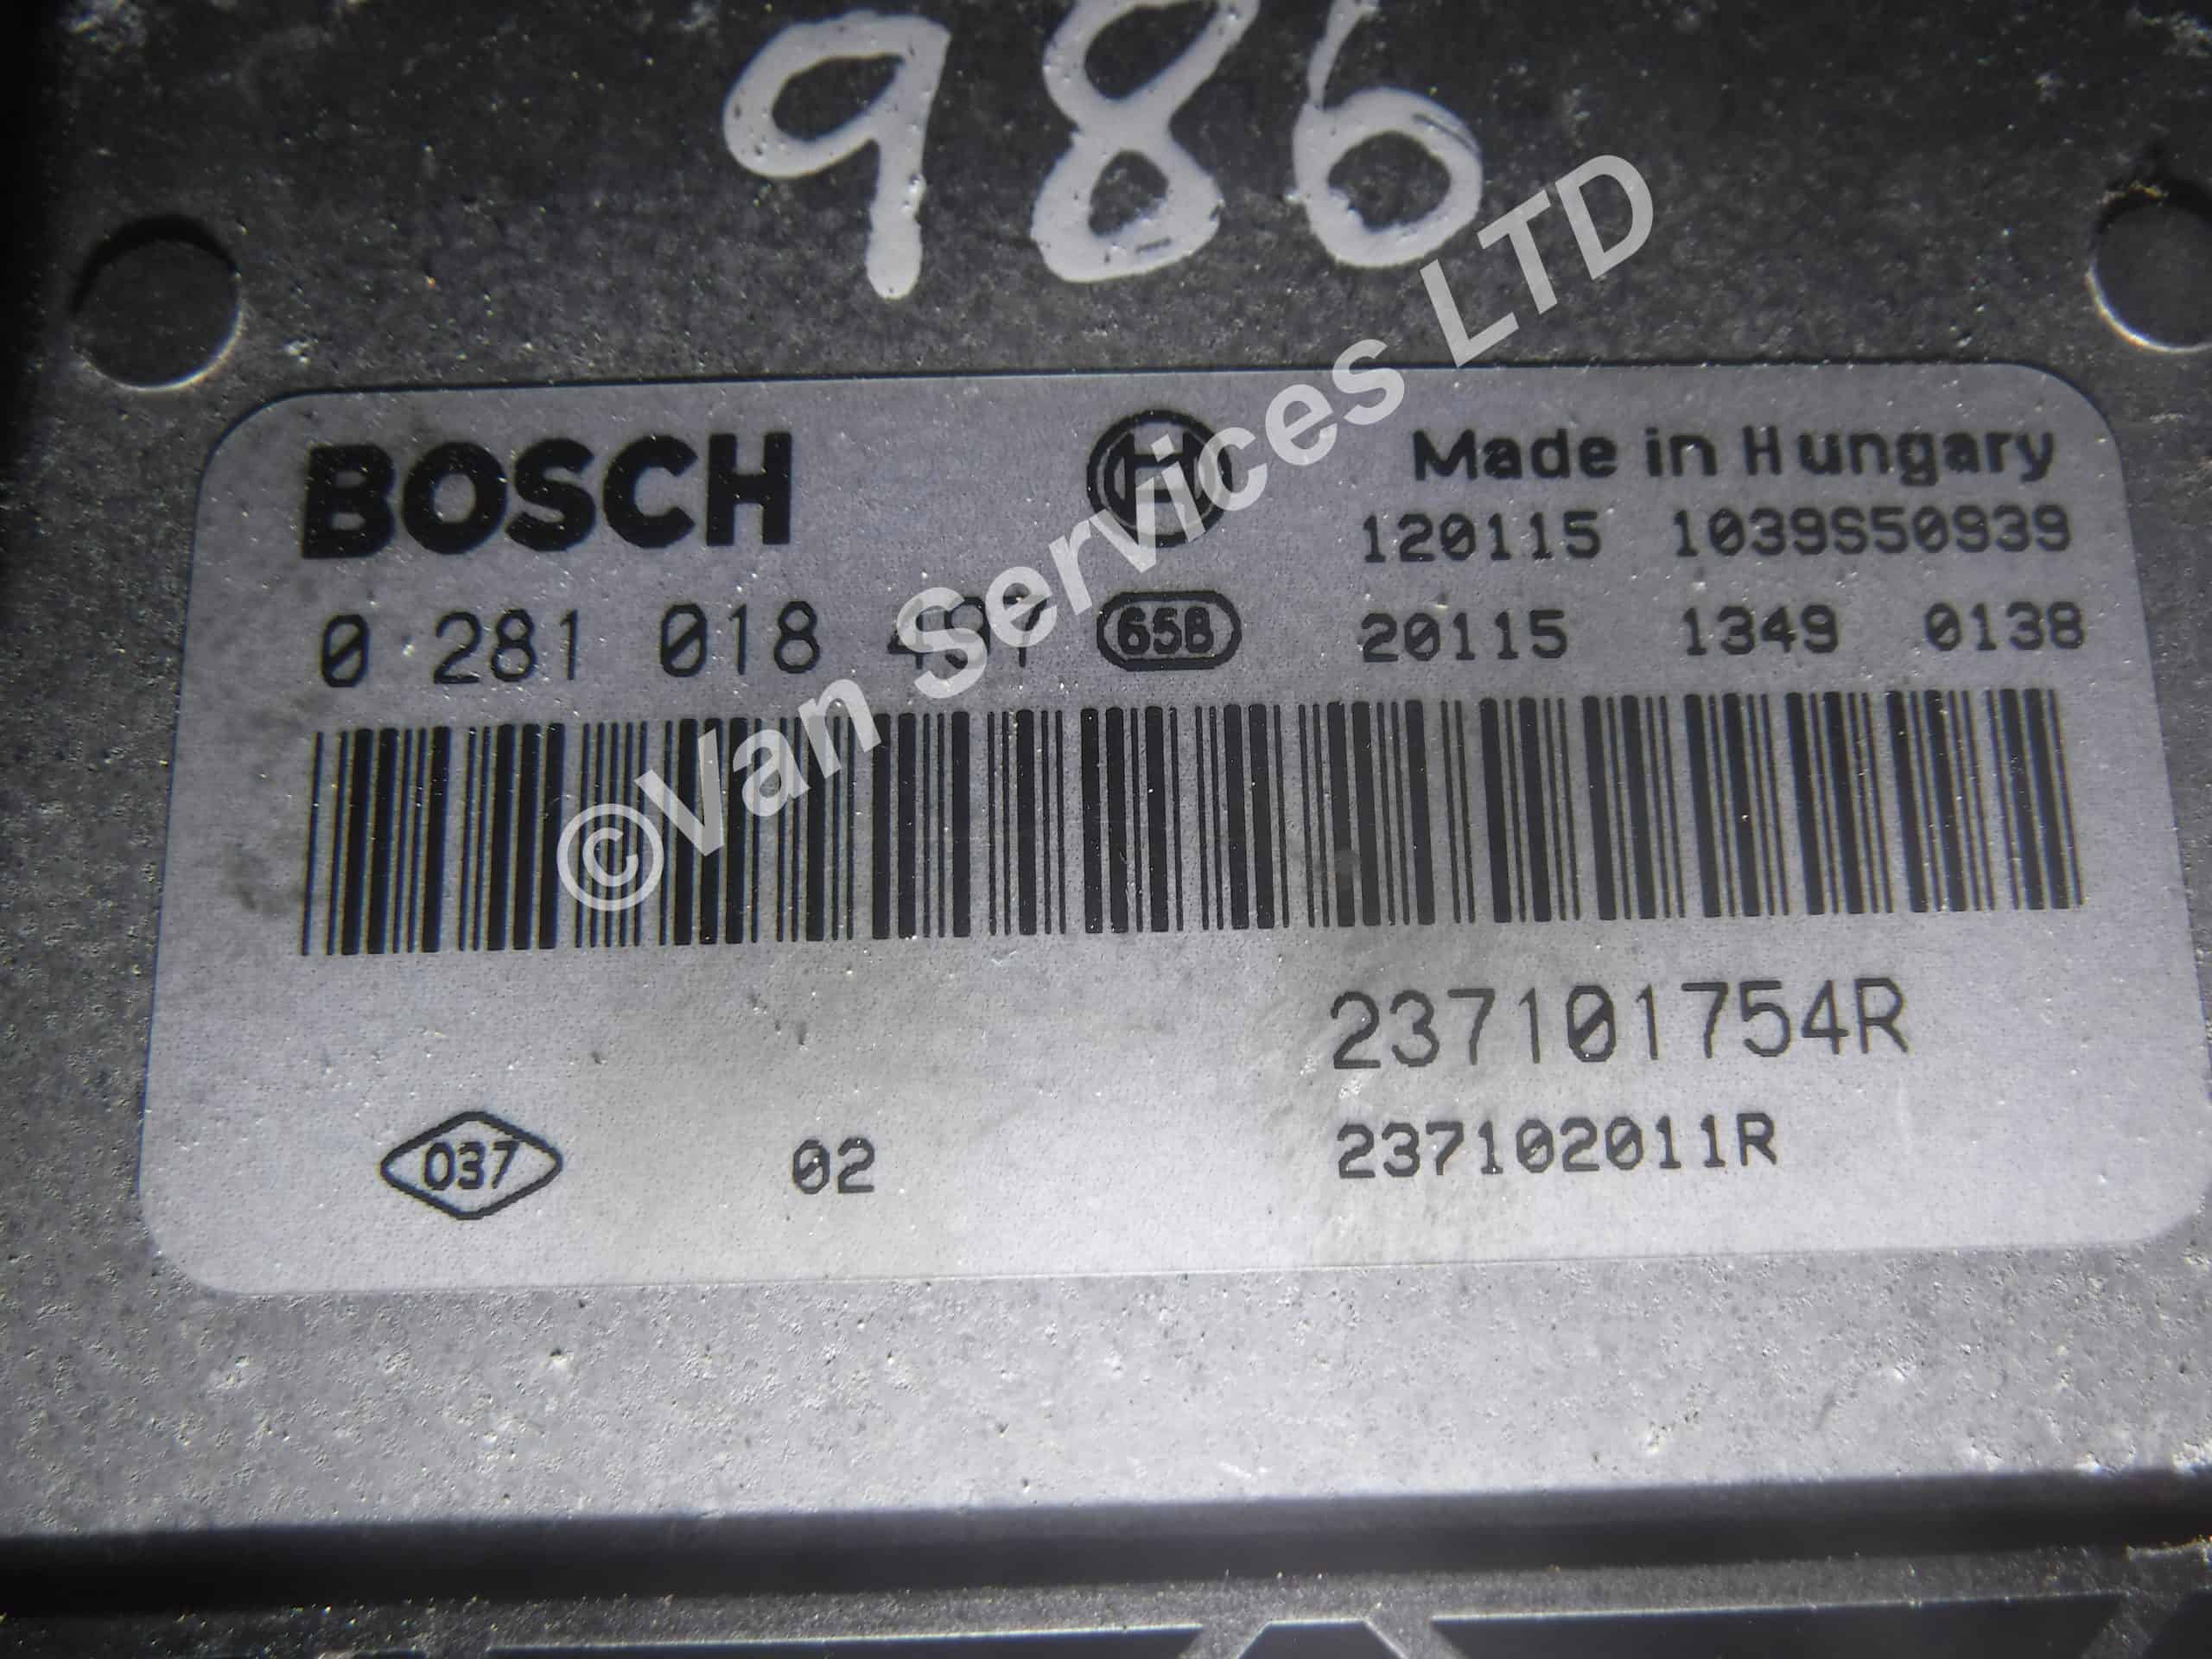 986
BOSCH
Made in Hungary
120115 1039S50939
0 281 018
65B
20115 1349 0138
©Van Services LTD
237101754R
037
02
237102011R